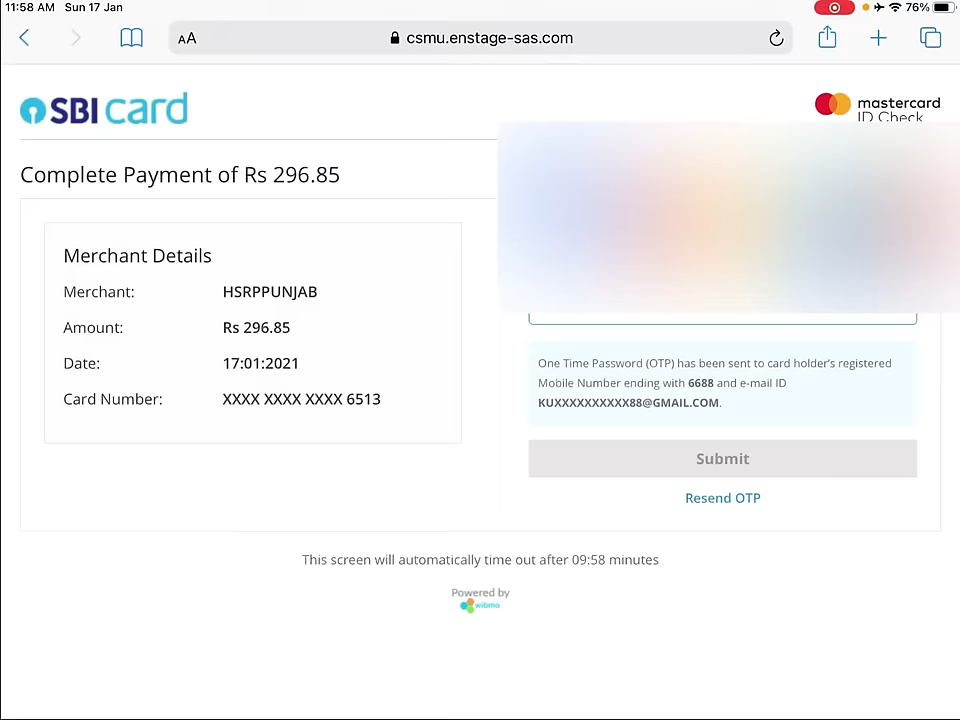 11:58 AM Sun 17 Jan
76%
AA
csmu.enstage-sas.com
SBI card
mastercard
ID Check
Complete Payment of Rs 296.85
Merchant Details
Merchant: HSRPPUNJAB
Amount: Rs 296.85
Date: 17:01:2021
Card Number: XXXX XXXX XXXX 6513
One Time Password (OTP) has been sent to card holder's registered
Mobile Number ending with 6688 and e-mail ID
KUXXXXXXXXXX88@GMAIL.COM.
Submit
Resend OTP
This screen will automatically time out after 09:58 minutes
Powered by
wibmo